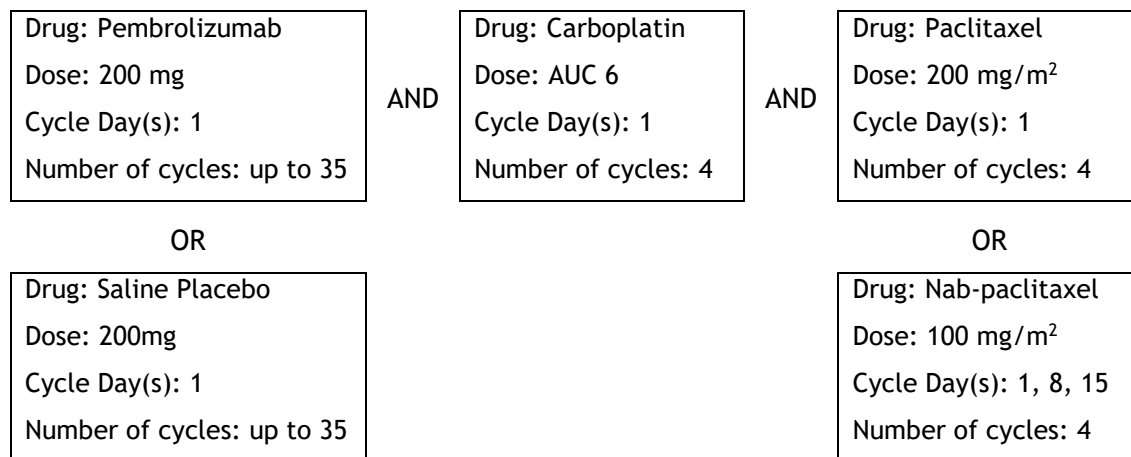 Drug: Pembrolizumab
Dose: 200 mg
Cycle Day(s): 1
Number of cycles: up to 35
AND
Drug: Carboplatin
Dose: AUC 6
Cycle Day(s): 1
Number of cycles: 4
AND
Drug: Paclitaxel
Dose: 200 mg/m²
Cycle Day(s): 1
Number of cycles: 4
OR
OR
Drug: Saline Placebo
Dose: 200mg
Cycle Day(s): 1
Number of cycles: up to 35
Drug: Nab-paclitaxel
Dose: 100 mg/m²
Cycle Day(s): 1, 8, 15
Number of cycles: 4